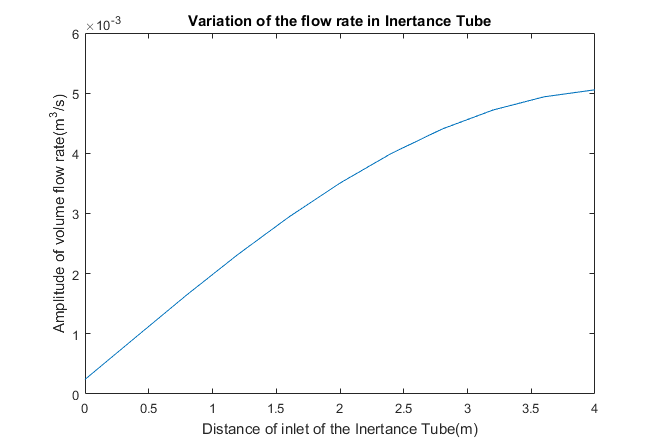 Variation of the flow rate in Inertance Tube
×10-3
6
5
4
3
2
1
0
Amplitude of volume flow rate(m3/s)
0 0.5 1 1.5 2 2.5 3 3.5 4
Distance of inlet of the Inertance Tube(m)